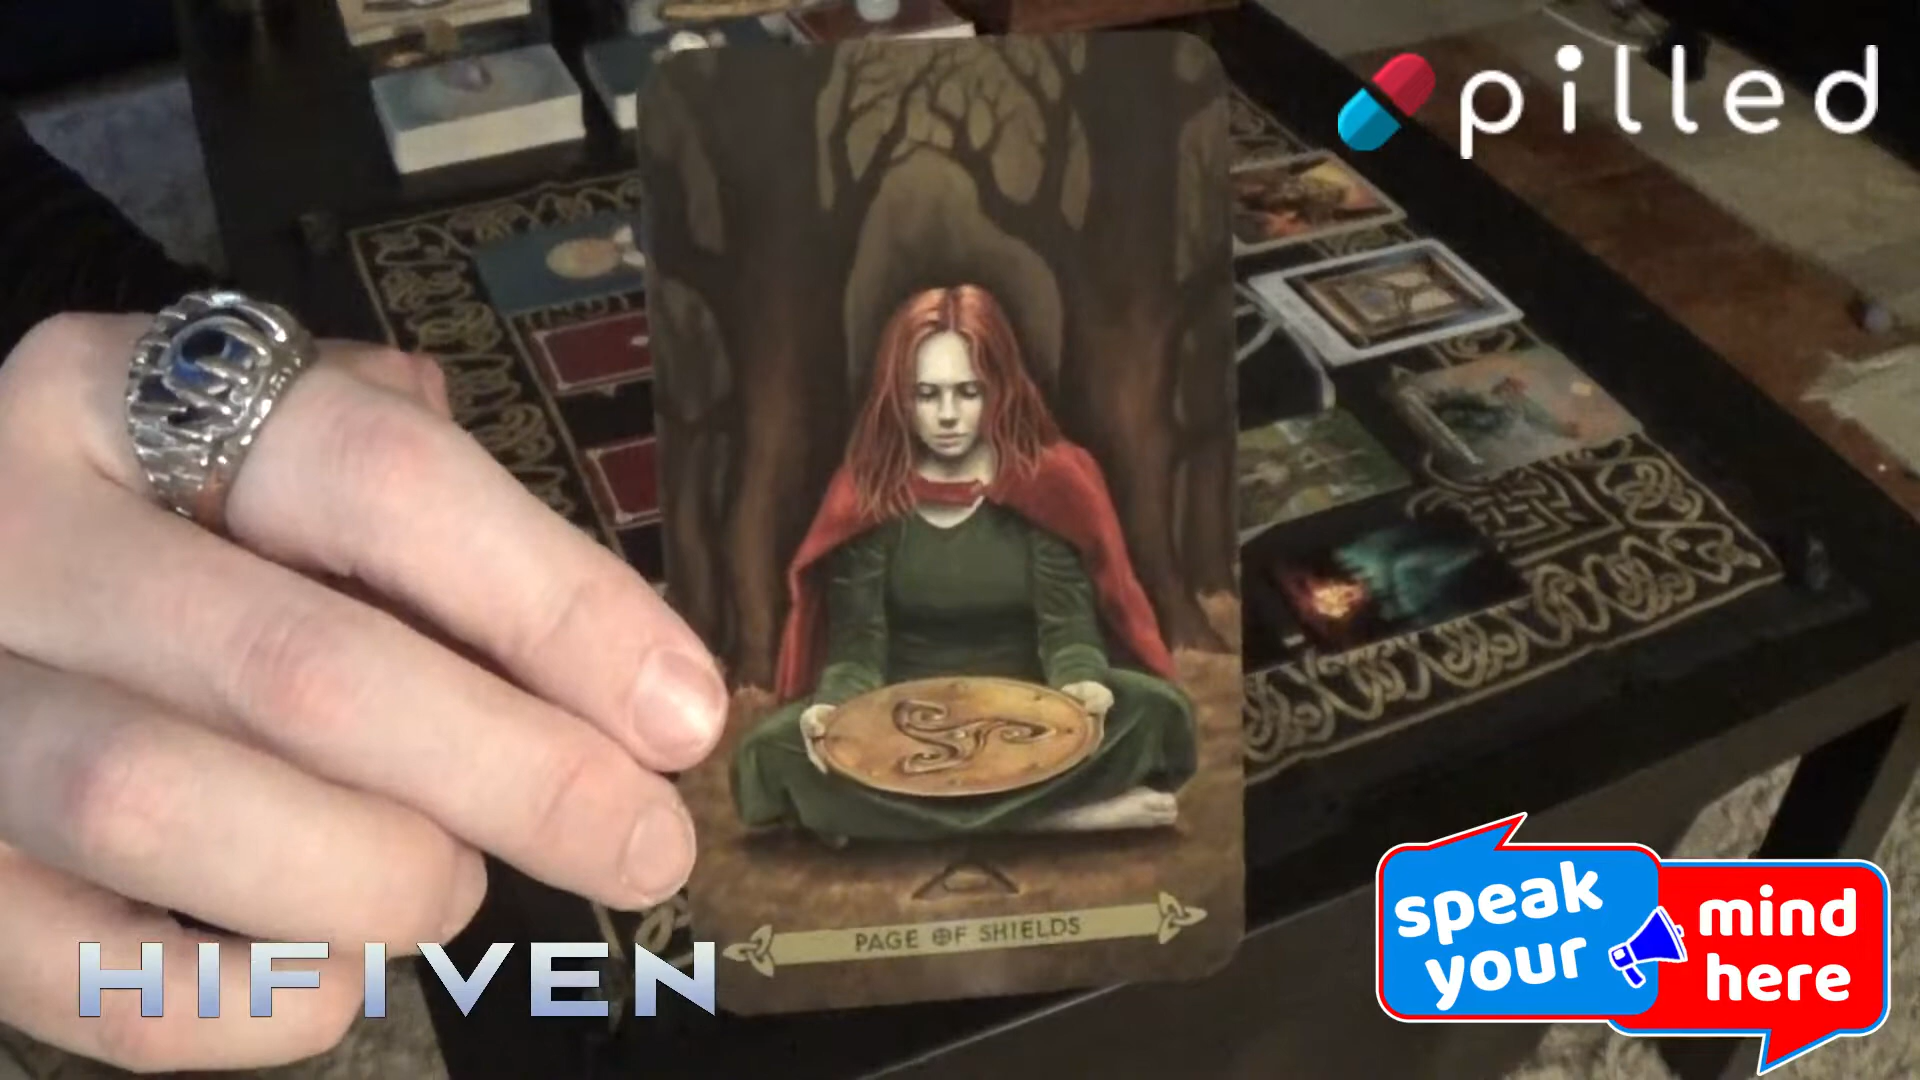 pilled
PAGE OF SHIELDS
HIFIVEN
speak
your
mind
here